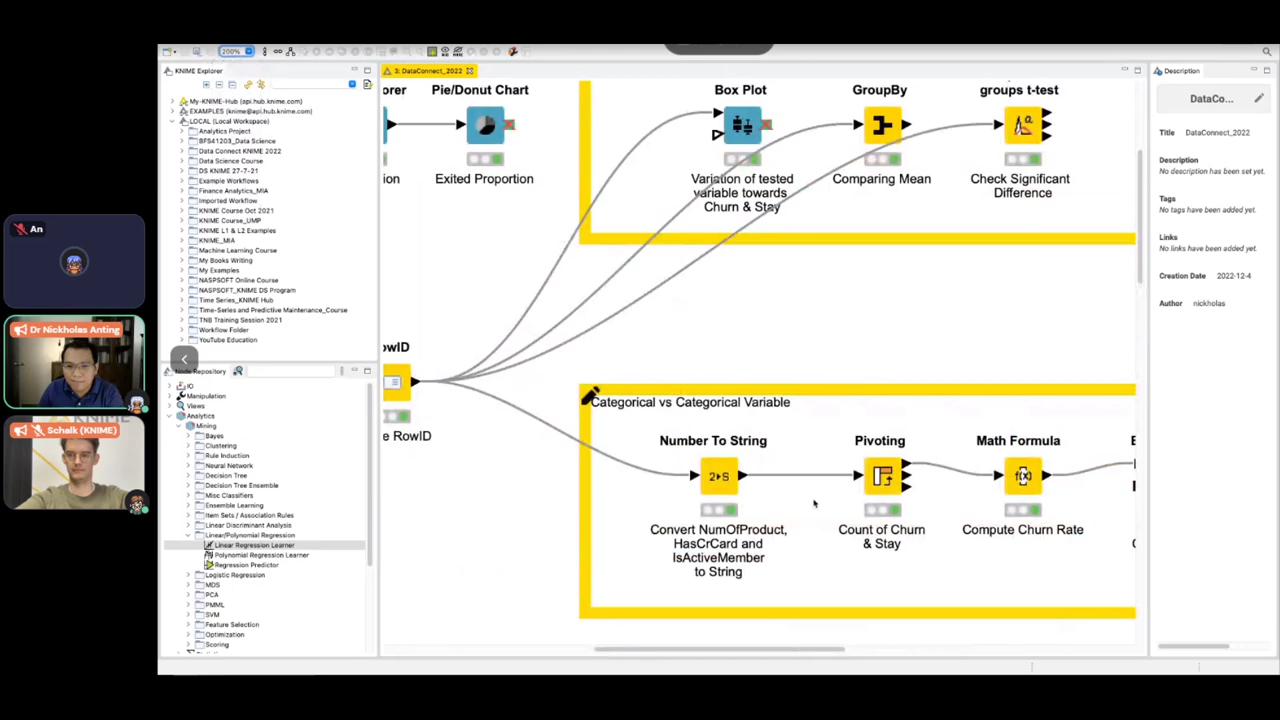 200%
KNIME Explorer
My-KNIME-Hub (api.hub.knime.com)
EXAMPLES (knime@api.hub.knime.com)
LOCAL (Local Workspace)
Analytics Project
BFS41203_Data Science
Data Connect KNIME 2022
Data Science Course
DS KNIME 27-7-21
Example Workflows
Finance Analytics_MIA
Imported Workflow
KNIME Course Oct 2021
KNIME Course_UMP
KNIME L1 & L2 Examples
KNIME_MIA
Machine Learning Course
My Books Writing
My Examples
NASPSOFT Online Course
NASPSOFT_KNIME DS Program
Time Series_KNIME Hub
Time-Series and Predictive Maintenance_Course
TNB Training Session 2021
Workflow Folder
YouTube Education
Node Repository
IO
Manipulation
Views
Analytics
Mining
Bayes
Clustering
Rule Induction
Neural Network
Decision Tree
Decision Tree Ensemble
Misc Classifiers
Ensemble Learning
Item Sets / Association Rules
Linear Discriminant Analysis
Linear/Polynomial Regression
Linear Regression Learner
Polynomial Regression Learner
Regression Predictor
Logistic Regression
MDS
PCA
PMML
SVM
Feature Selection
Optimization
Scoring
An
Dr Nickholas Anting
Schalk (KNIME)
3: DataConnect_2022
orer
ion
Pie/Donut Chart
Exited Proportion
Box Plot
Variation of tested
variable towards
Churn & Stay
GroupBy
Comparing Mean
groups t-test
Check Significant
Difference
owID
e RowID
Categorical vs Categorical Variable
Number To String
2 S
Convert NumOfProduct,
HasCrCard and
IsActiveMember
to String
Pivoting
Count of Churn
& Stay
Math Formula
f(x)
Compute Churn Rate
Description
DataCo...
Title DataConnect_2022
Description
No description has been set yet.
Tags
No tags have been added yet.
Links
No links have been added yet.
Creation Date 2022-12-4
Author nickholas